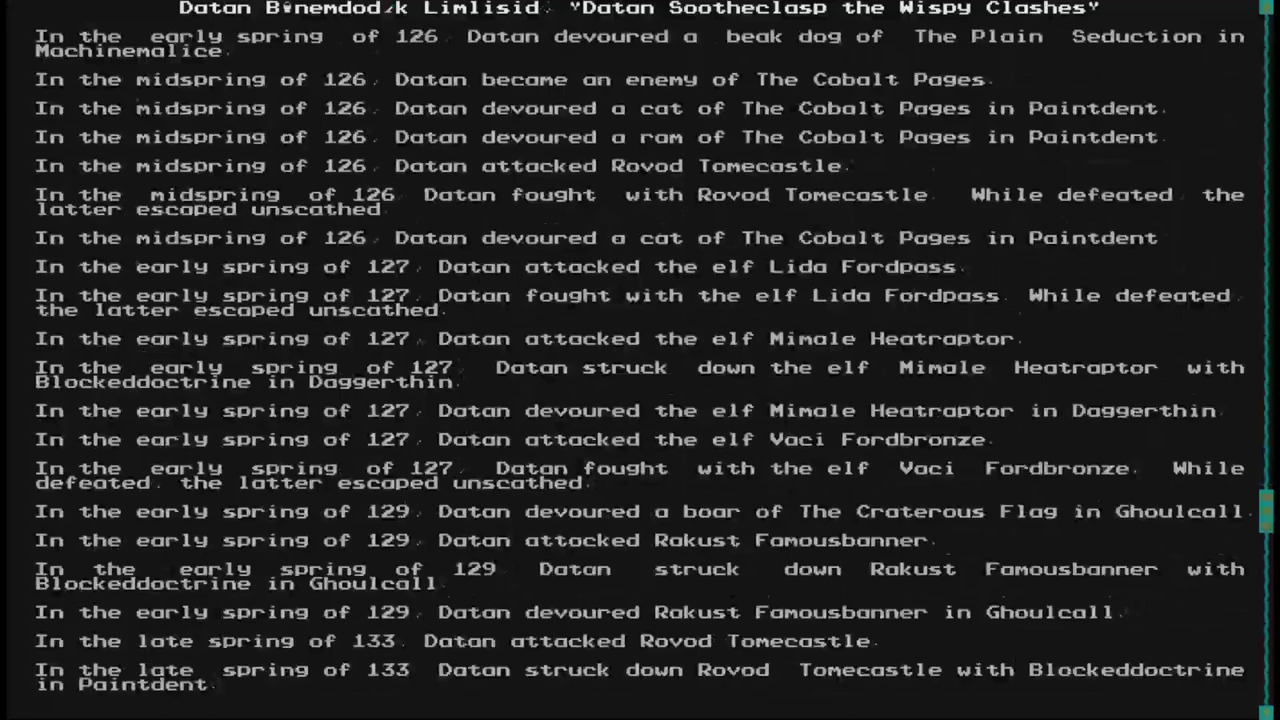 Limlisid "Datan Sootheclasp the Wispy Clashes"
In the early spring of 126, Datan devoured a beak dog of The Plain Seduction in
Machinemalice.
In the midspring of 126, Datan became an enemy of The Cobalt Pages.
In the midspring of 126, Datan devoured a cat of The Cobalt Pages in Paintdent.
In the midspring of 126, Datan devoured a ram of The Cobalt Pages in Paintdent.
In the midspring of 126, Datan attacked Rovod Tomecastle.
In the midspring of 126 Datan fought with Rovod Tomecastle. While defeated, the
latter escaped unscathed.
In the midspring of 126, Datan devoured a cat of The Cobalt Pages in Paintdent
In the early spring of 127, Datan attacked the elf Lida Fordpass.
In the early spring of 127, Datan fought with the elf Lida Fordpass. While defeated,
the latter escaped unscathed.
In the early spring of 127, Datan attacked the elf Mimale Heatraptor.
In the early spring of 127, Datan struck down the elf Mimale Heatraptor with
Blockeddoctrine in Daggerthin.
In the early spring of 127, Datan devoured the elf Mimale Heatraptor in Daggerthin.
In the early spring of 127, Datan attacked the elf Vaci Fordbronze.
In the early spring of 127, Datan fought with the elf Vaci Fordbronze. While
defeated, the latter escaped unscathed.
In the early spring of 129, Datan devoured a boar of The Craterous Flag in Ghoulcall.
In the early spring of 129, Datan attacked Rakust Famousbanner.
In the early spring of 129 Datan struck down Rakust Famousbanner with
Blockeddoctrine in Ghoulcall.
In the early spring of 129, Datan devoured Rakust Famousbanner in Ghoulcall.
In the late spring of 133, Datan attacked Rovod Tomecastle.
In the late spring of 133 Datan struck down Rovod Tomecastle with Blockeddoctrine
in Paintdent.